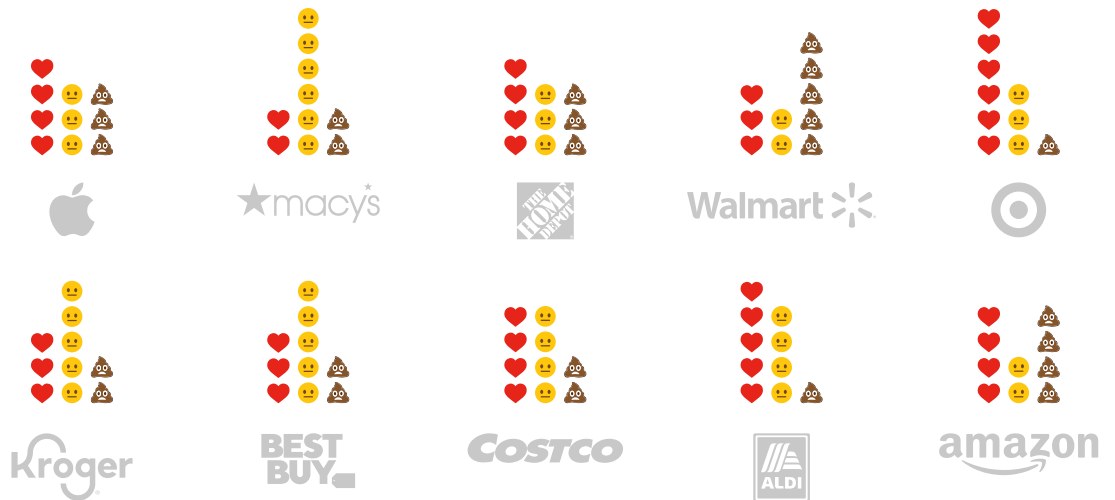 macy's
THE
HOME
DEPOT
Walmart
Kroger
BEST
BUY
COSTCO
ALDI
amazon